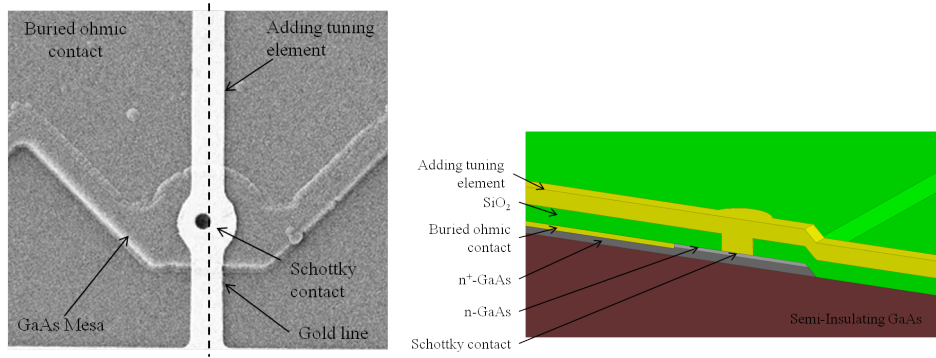 Buried ohmic
contact
Adding tuning
element
Schottky
contact
GaAs Mesa
Gold line
Adding tuning
element
SiO₂
Buried ohmic
contact
n⁺-GaAs
n-GaAs
Schottky contact
Semi-Insulating GaAs